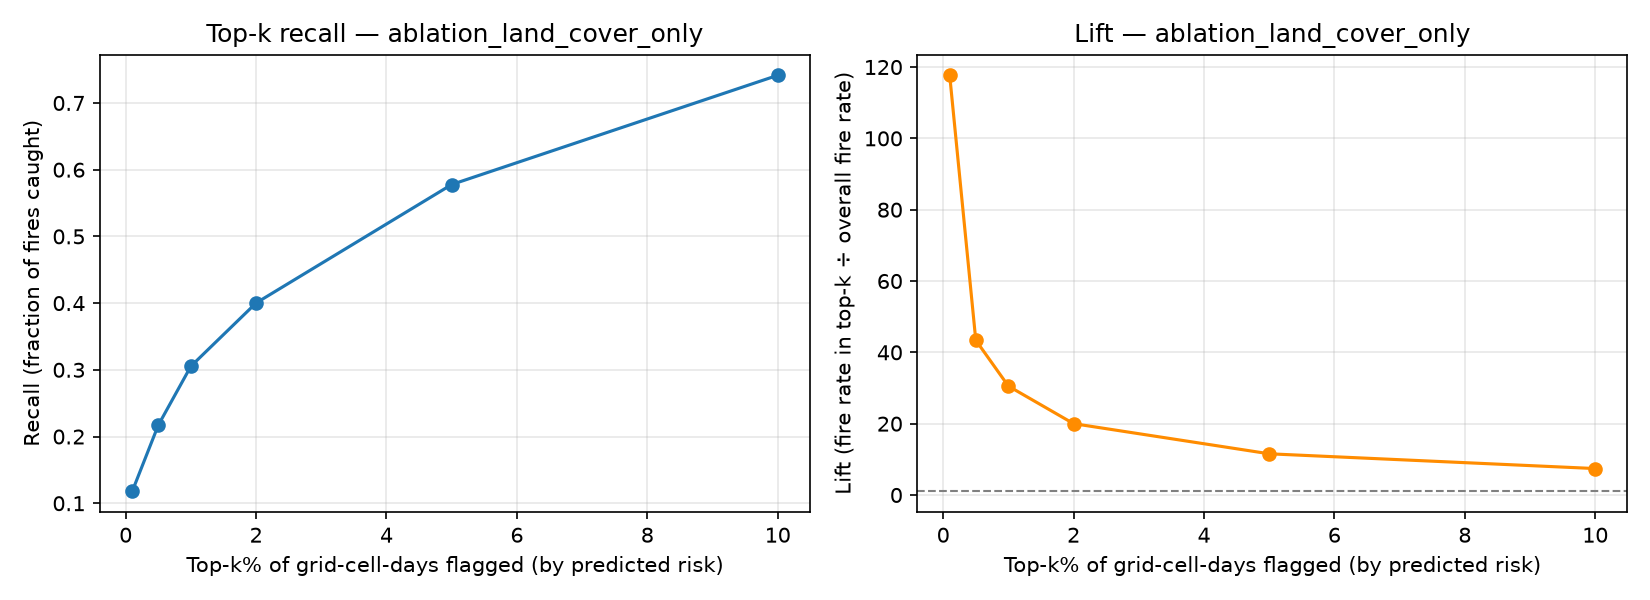 Top-k recall — ablation_land_cover_only
Recall (fraction of fires caught)
0.7
0.6
0.5
0.4
0.3
0.2
0.1
0 2 4 6 8 10
Top-k% of grid-cell-days flagged (by predicted risk)
Lift — ablation_land_cover_only
Lift (fire rate in top-k ÷ overall fire rate)
120
100
80
60
40
20
0
0 2 4 6 8 10
Top-k% of grid-cell-days flagged (by predicted risk)